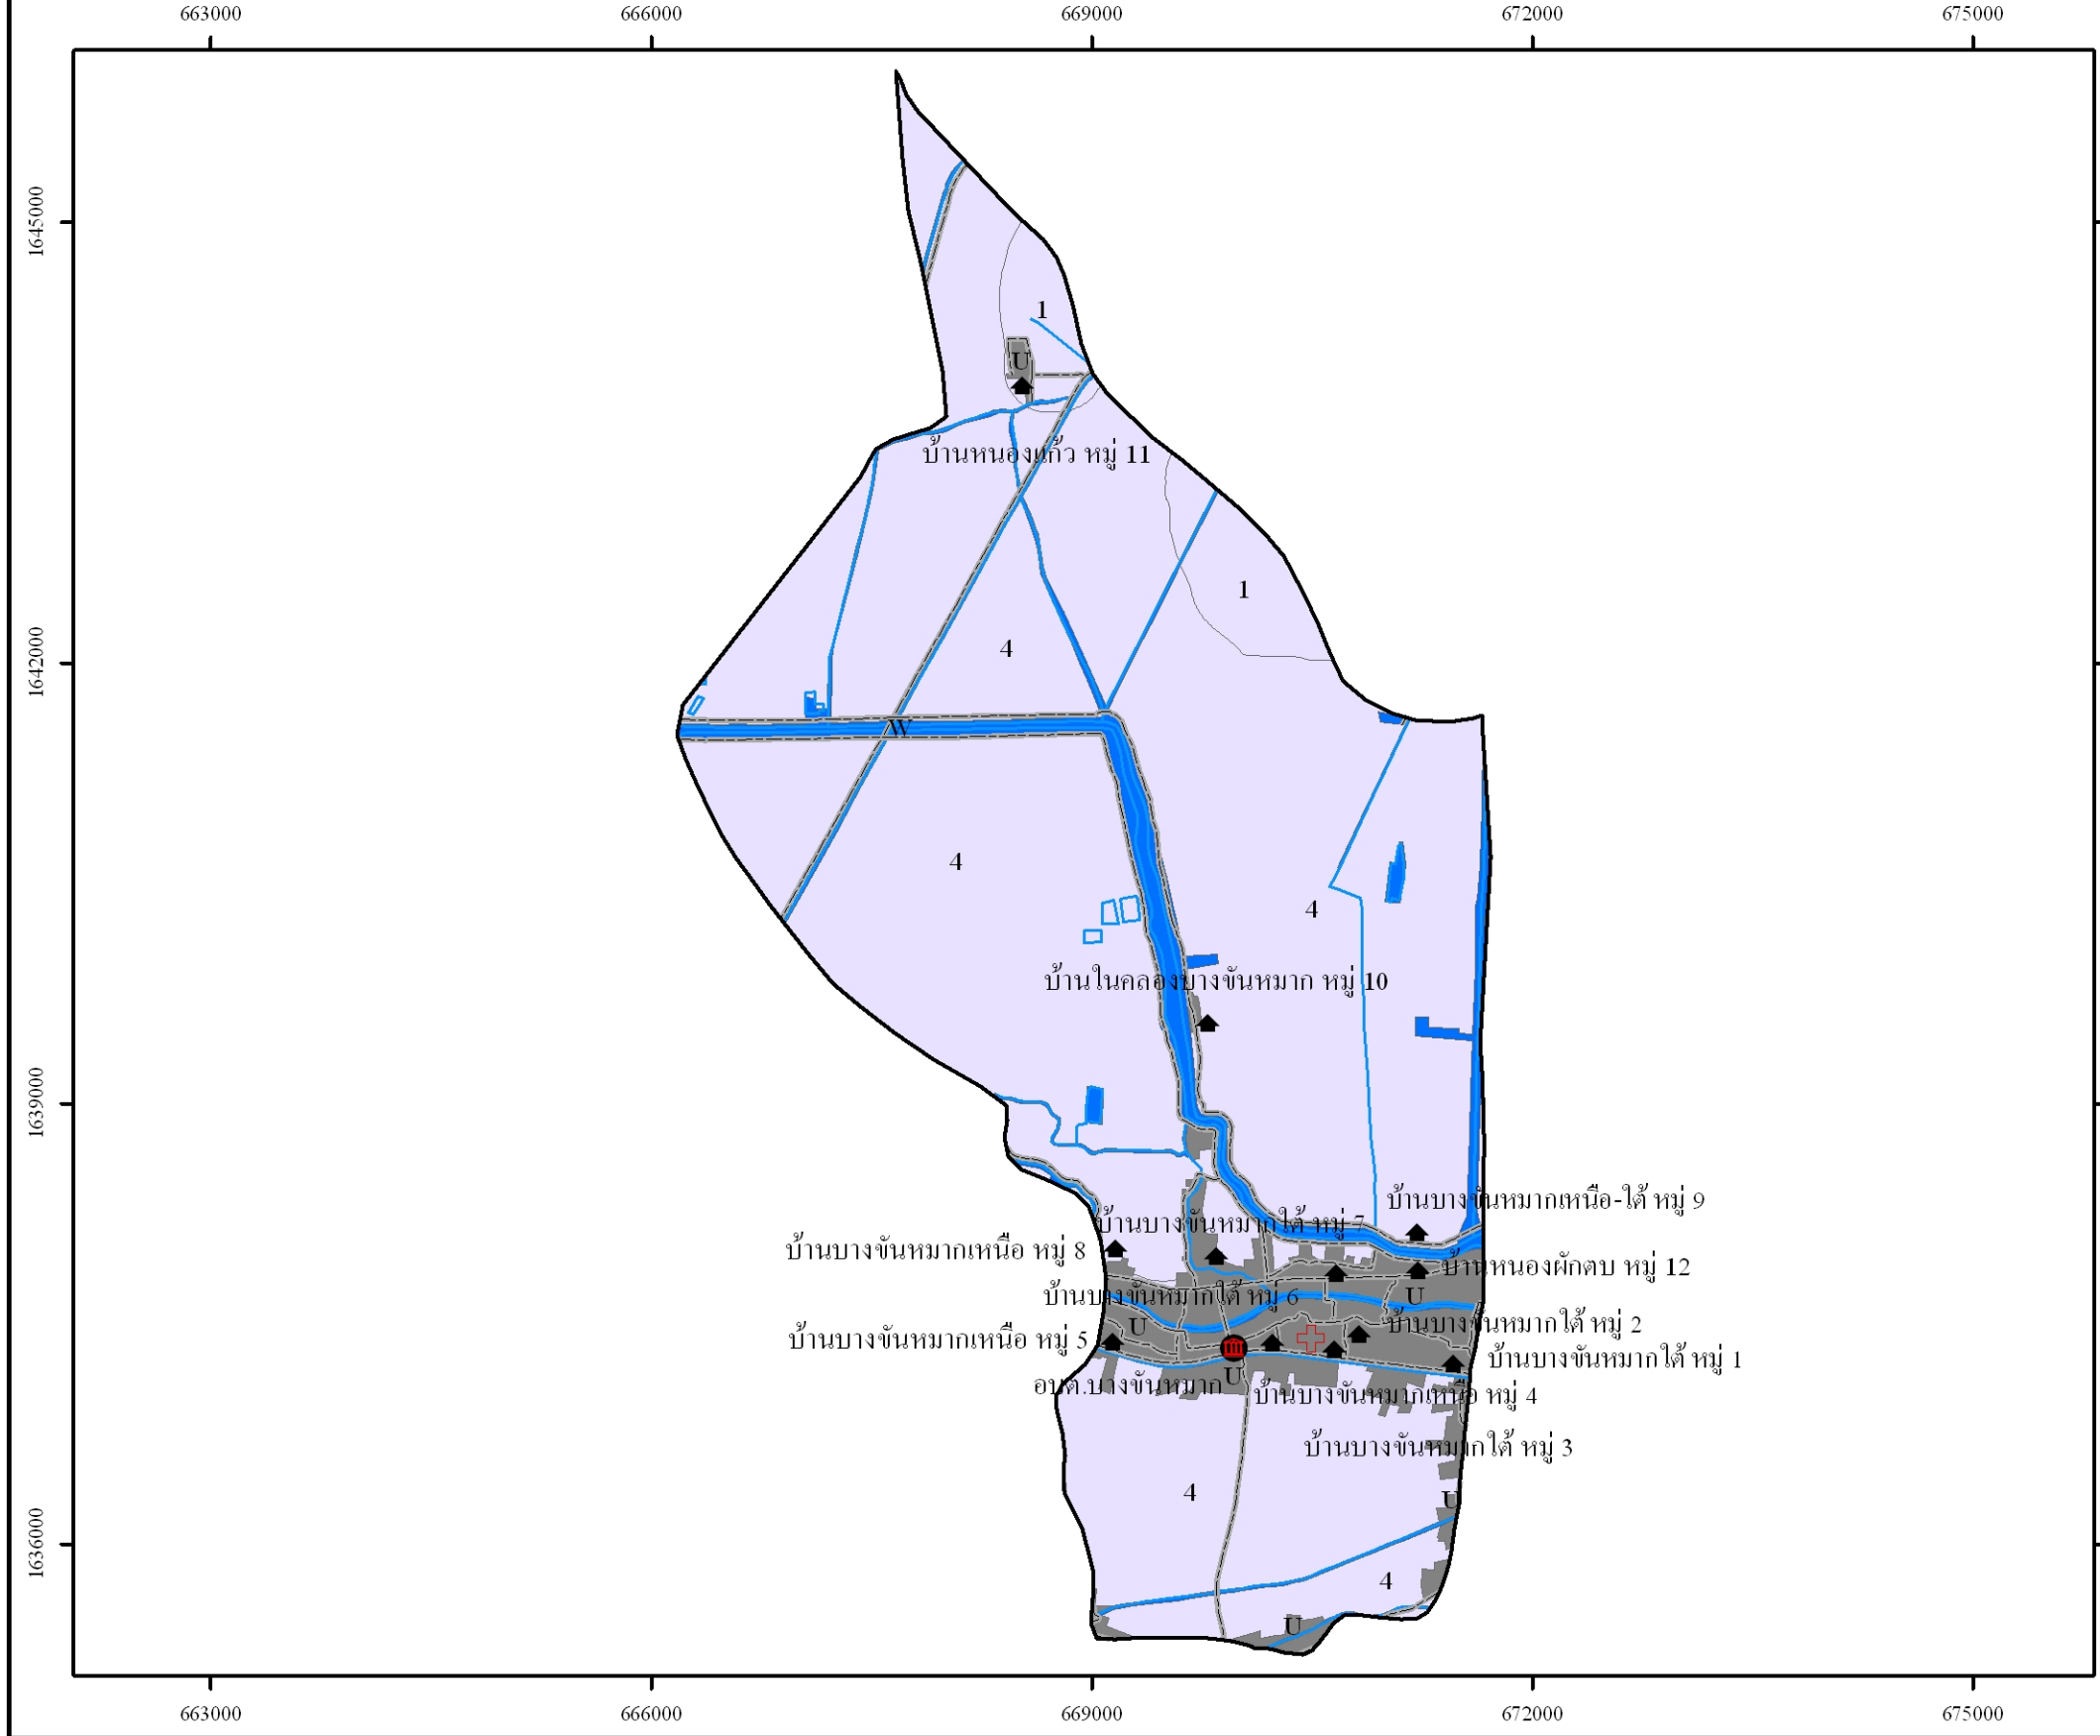 663000 666000 669000 672000 675000
1645000
1
U
บ้านหนองแก้ว หมู่ 11
1
1642000
4
W
4
4
บ้านในคลองบางขันหมาก หมู่ 10
1639000
บ้านบางขันหมากเหนือ-ใต้ หมู่ 9
บ้านบางขันหมากใต้ หมู่ 7
บ้านบางขันหมากเหนือ หมู่ 8
บ้านหนองผักตบ หมู่ 12
บ้านบางขันหมากใต้ หมู่ 6
U
บ้านบางขันหมากใต้ หมู่ 2
U
บ้านบางขันหมากเหนือ หมู่ 5
บ้านบางขันหมากใต้ หมู่ 1
U
อบต.บางขันหมาก
บ้านบางขันหมากเหนือ หมู่ 4
บ้านบางขันหมากใต้ หมู่ 3
4
U
1636000
4
U
663000 666000 669000 672000 675000